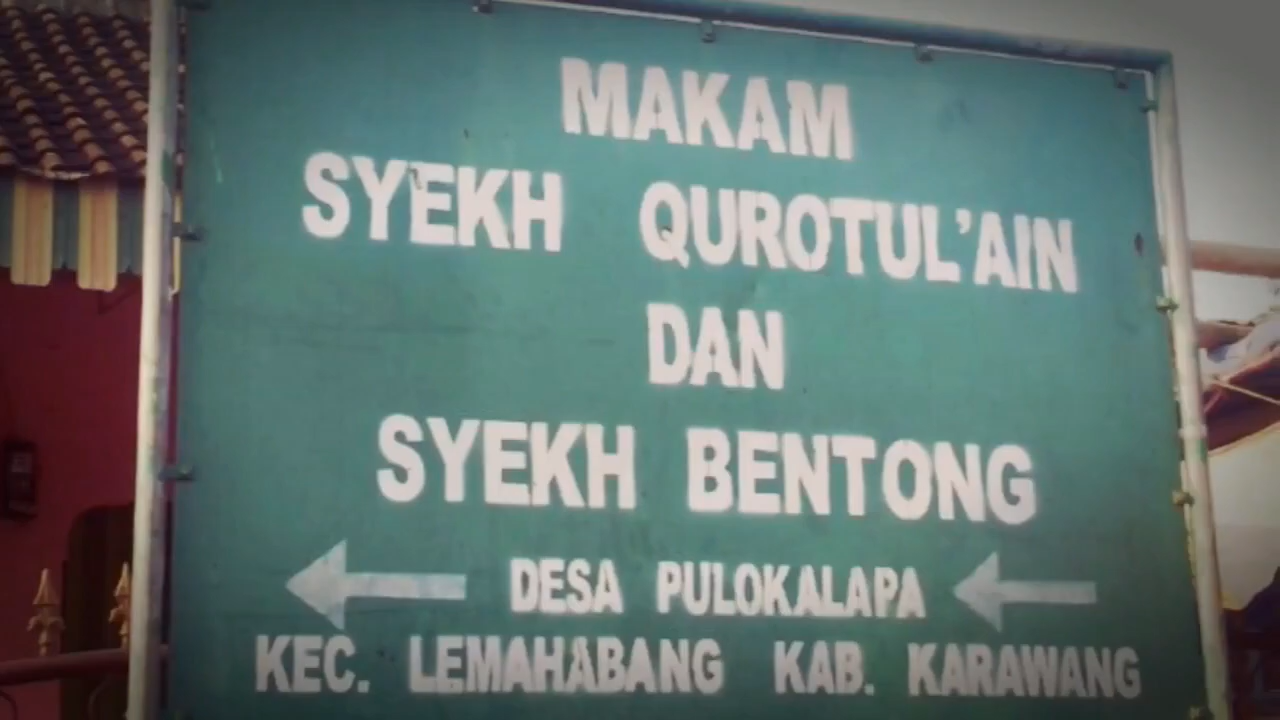 MAKAM
SYEKH QUROTUL'AIN
DAN
SYEKH BENTONG
DESA PULOKALAPA
KEC. LEMAHABANG KAB. KARAWANG